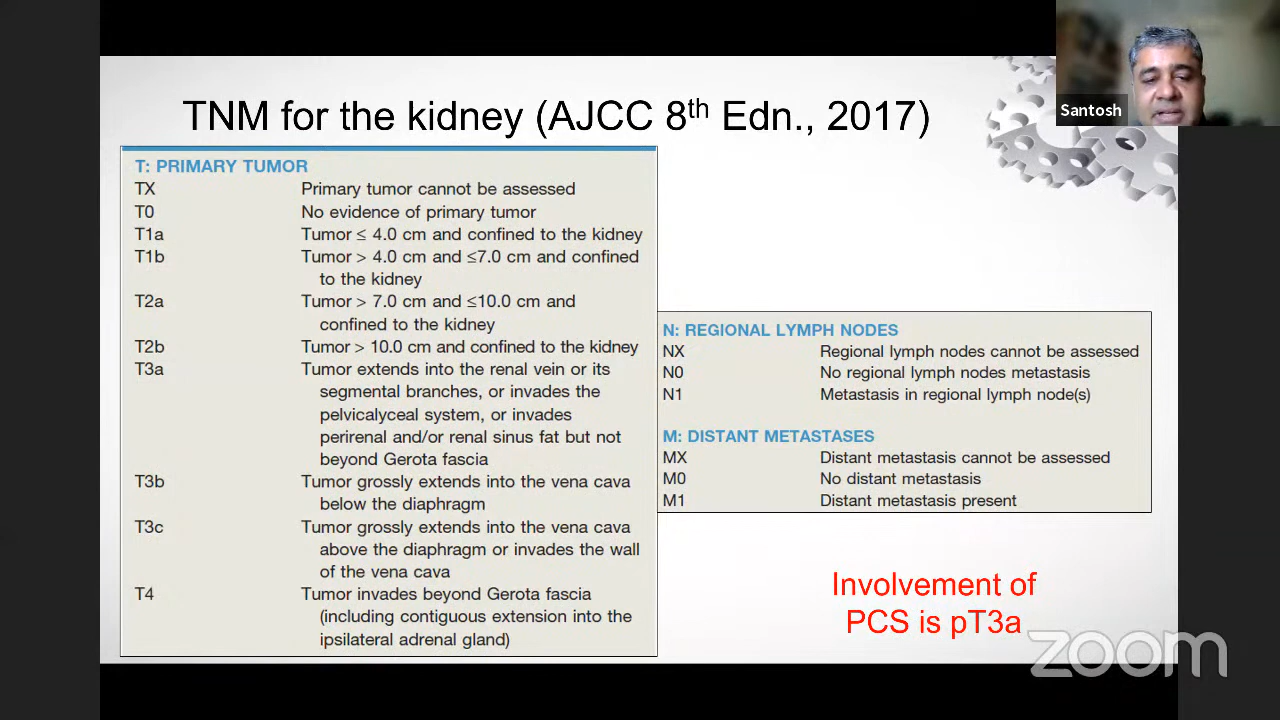 Santosh
TNM for the kidney (AJCC 8th Edn., 2017)
T: PRIMARY TUMOR
TX Primary tumor cannot be assessed
T0 No evidence of primary tumor
T1a Tumor ≤ 4.0 cm and confined to the kidney
T1b Tumor > 4.0 cm and ≤7.0 cm and confined
to the kidney
T2a Tumor > 7.0 cm and ≤10.0 cm and
confined to the kidney
T2b Tumor > 10.0 cm and confined to the kidney
T3a Tumor extends into the renal vein or its
segmental branches, or invades the
pelvicalyceal system, or invades
perirenal and/or renal sinus fat but not
beyond Gerota fascia
T3b Tumor grossly extends into the vena cava
below the diaphragm
T3c Tumor grossly extends into the vena cava
above the diaphragm or invades the wall
of the vena cava
T4 Tumor invades beyond Gerota fascia
(including contiguous extension into the
ipsilateral adrenal gland)
N: REGIONAL LYMPH NODES
NX Regional lymph nodes cannot be assessed
N0 No regional lymph nodes metastasis
N1 Metastasis in regional lymph node(s)
M: DISTANT METASTASES
MX Distant metastasis cannot be assessed
M0 No distant metastasis
M1 Distant metastasis present
Involvement of
PCS is pT3a
zoom